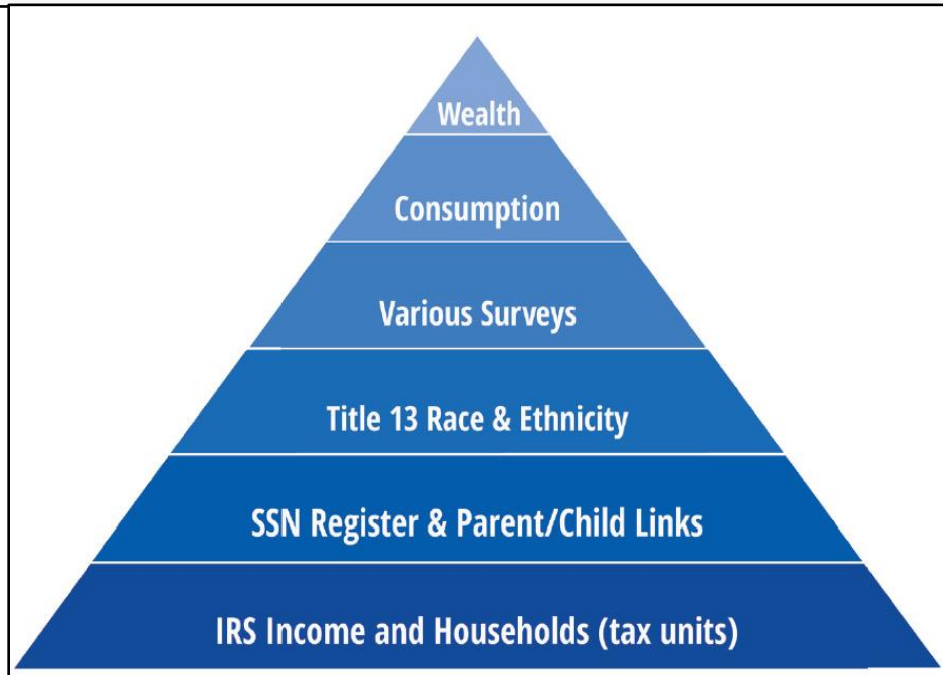 Wealth
Consumption
Various Surveys
Title 13 Race & Ethnicity
SSN Register & Parent/Child Links
IRS Income and Households (tax units)